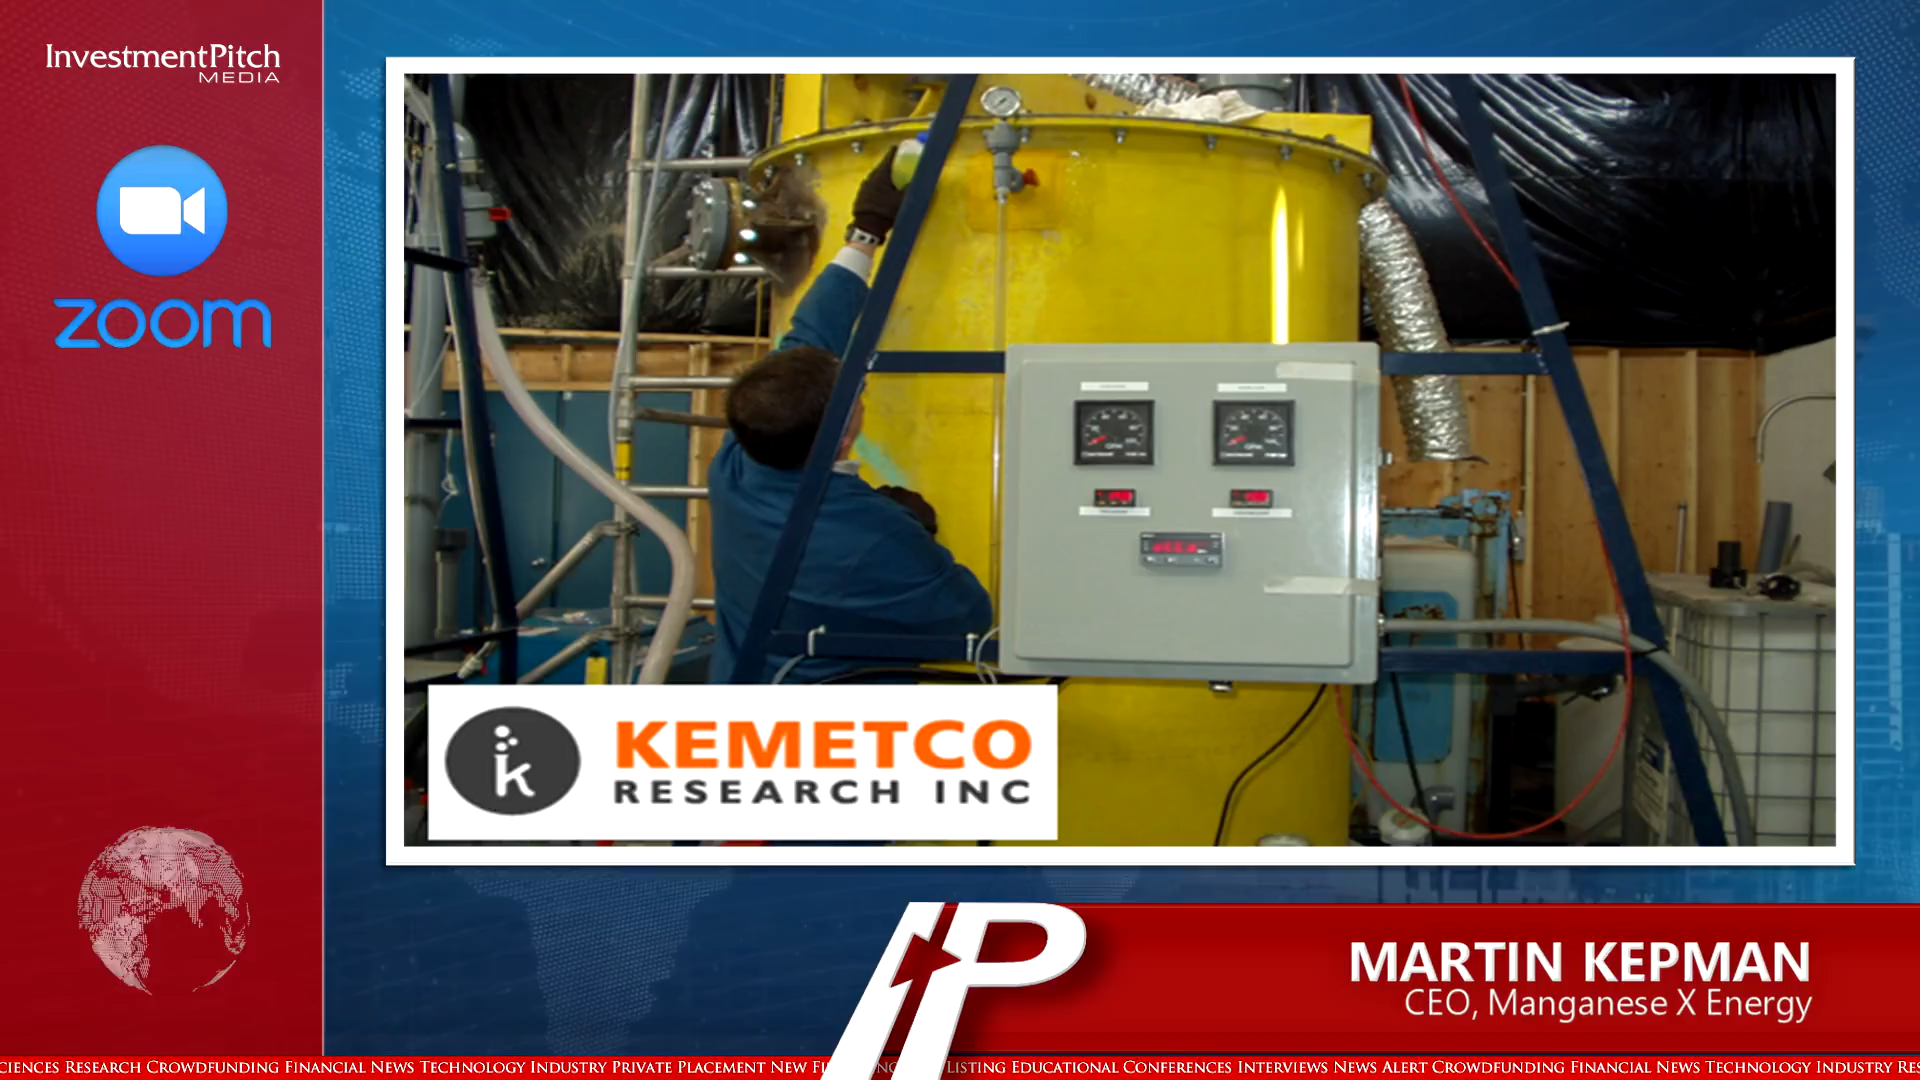 InvestmentPitch
MEDIA
zoom
k
KEMETCO
RESEARCH INC
IP
MARTIN KEPMAN
CEO, Manganese X Energy
CIENCES RESEARCH CROWDFUNDING FINANCIAL NEWS TECHNOLOGY INDUSTRY PRIVATE PLACEMENT NEW LISTING EDUCATIONAL CONFERENCES INTERVIEWS NEWS ALERT CROWDFUNDING FINANCIAL NEWS TECHNOLOGY INDUSTRY RES